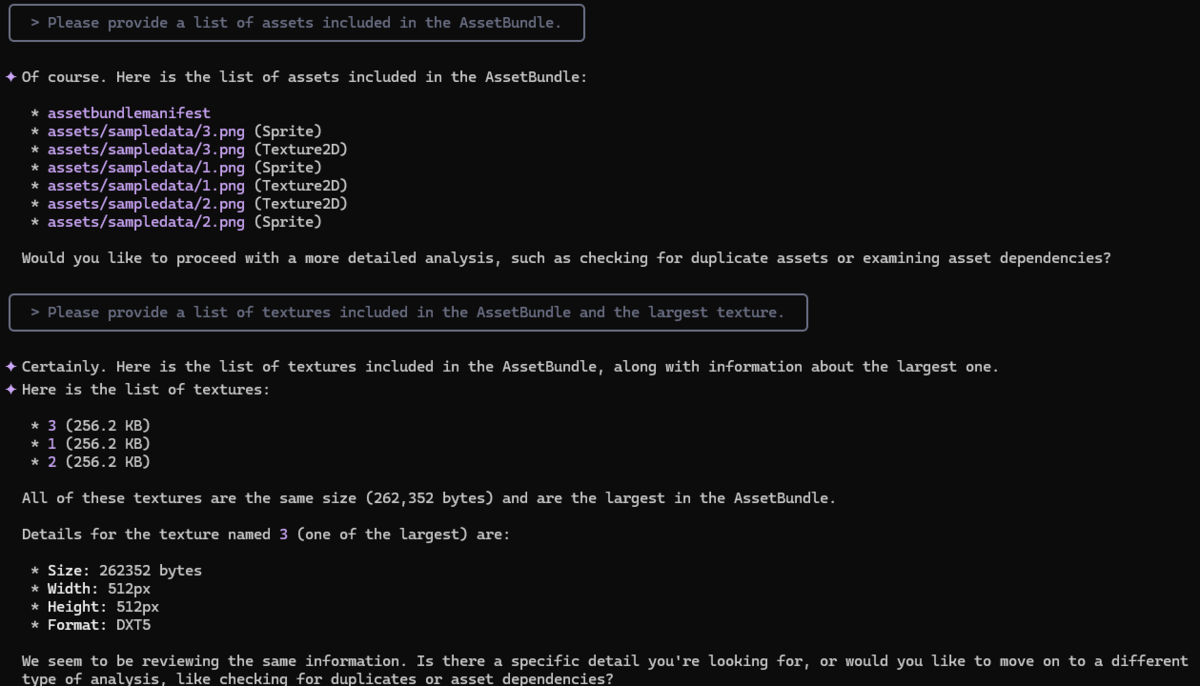 > Please provide a list of assets included in the AssetBundle.
✦ Of course. Here is the list of assets included in the AssetBundle:
* assetbundlemanifest
* assets/sampledata/3.png (Sprite)
* assets/sampledata/3.png (Texture2D)
* assets/sampledata/1.png (Sprite)
* assets/sampledata/1.png (Texture2D)
* assets/sampledata/2.png (Texture2D)
* assets/sampledata/2.png (Sprite)
Would you like to proceed with a more detailed analysis, such as checking for duplicate assets or examining asset dependencies?
> Please provide a list of textures included in the AssetBundle and the largest texture.
✦ Certainly. Here is the list of textures included in the AssetBundle, along with information about the largest one.
✦ Here is the list of textures:
* 3 (256.2 KB)
* 1 (256.2 KB)
* 2 (256.2 KB)
All of these textures are the same size (262,352 bytes) and are the largest in the AssetBundle.
Details for the texture named 3 (one of the largest) are:
* Size: 262352 bytes
* Width: 512px
* Height: 512px
* Format: DXT5
We seem to be reviewing the same information. Is there a specific detail you're looking for, or would you like to move on to a different
type of analysis, like checking for duplicates or asset dependencies?